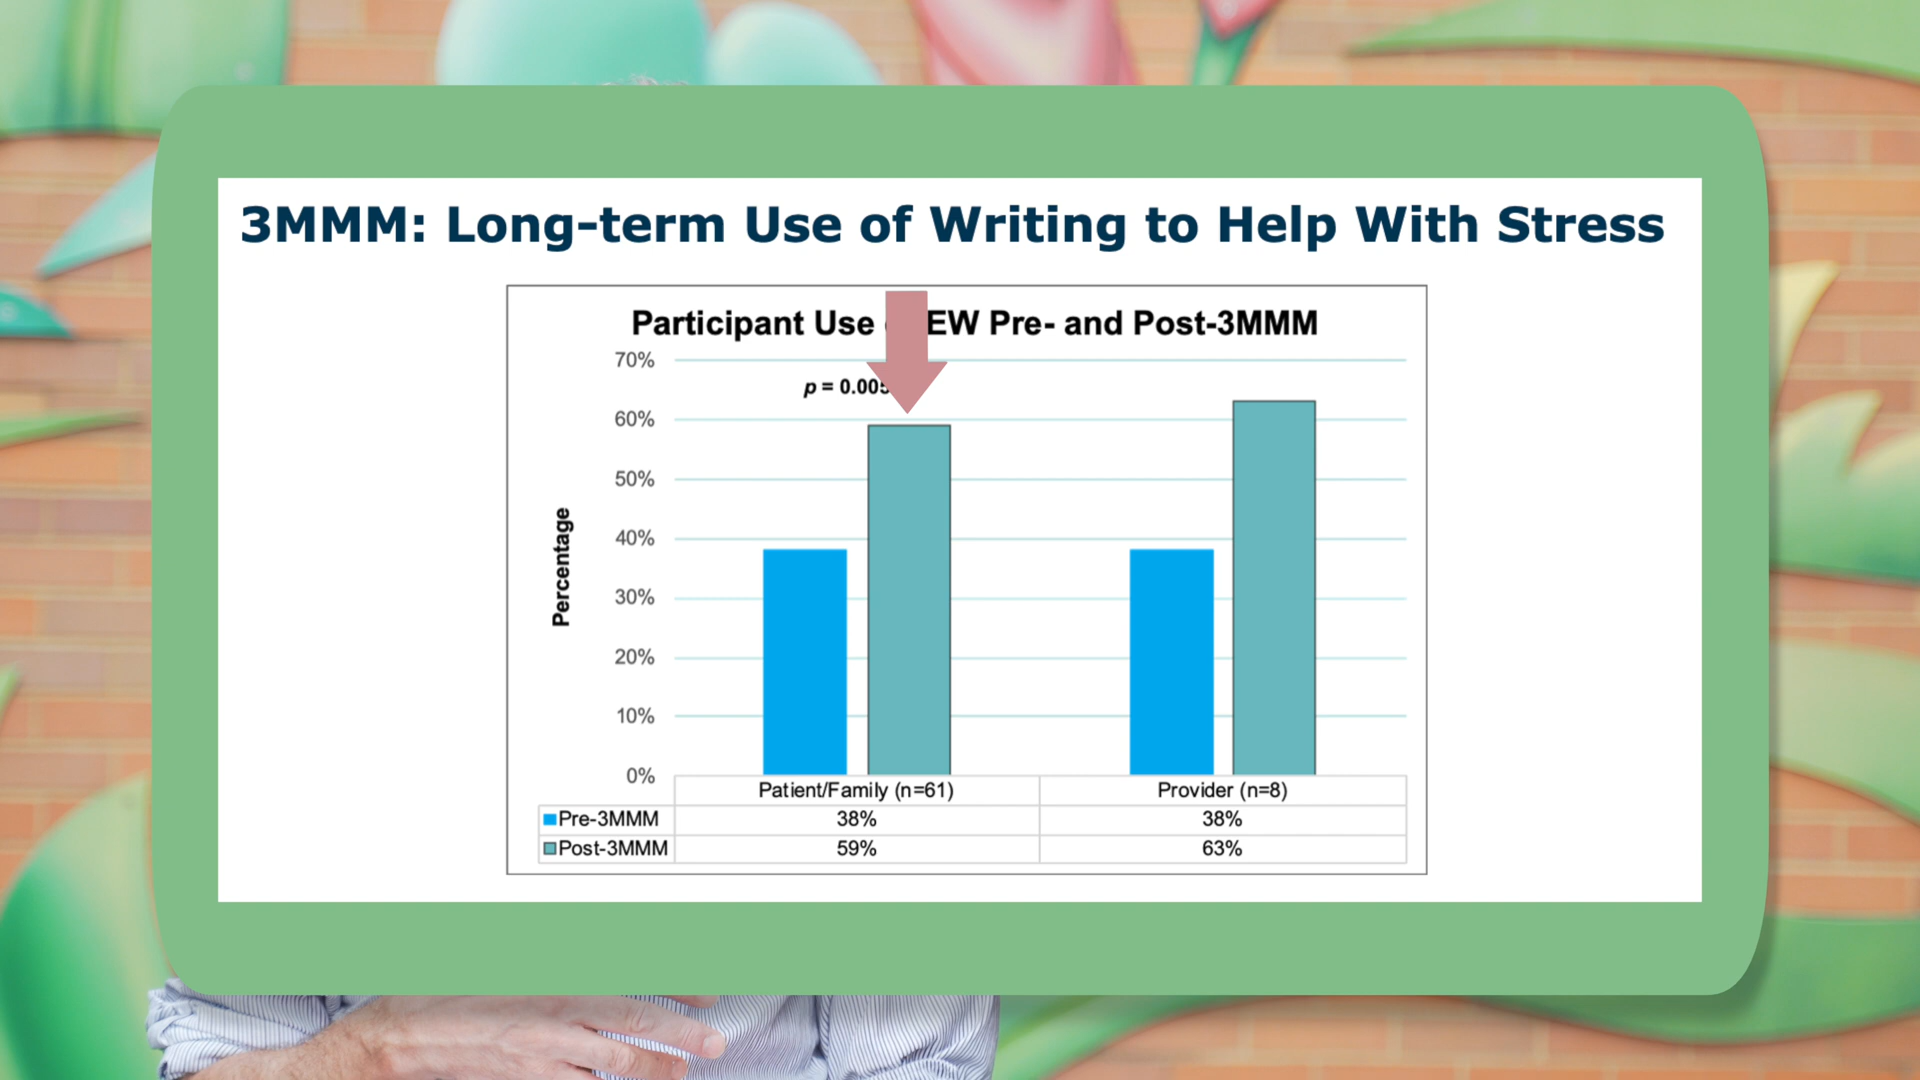 3MMM: Long-term Use of Writing to Help With Stress
Participant Use EW Pre- and Post-3MMM
70%
p = 0.005
60%
50%
40%
30%
20%
10%
0%
Percentage
Patient/Family (n=61) Provider (n=8)
Pre-3MMM 38% 38%
Post-3MMM 59% 63%